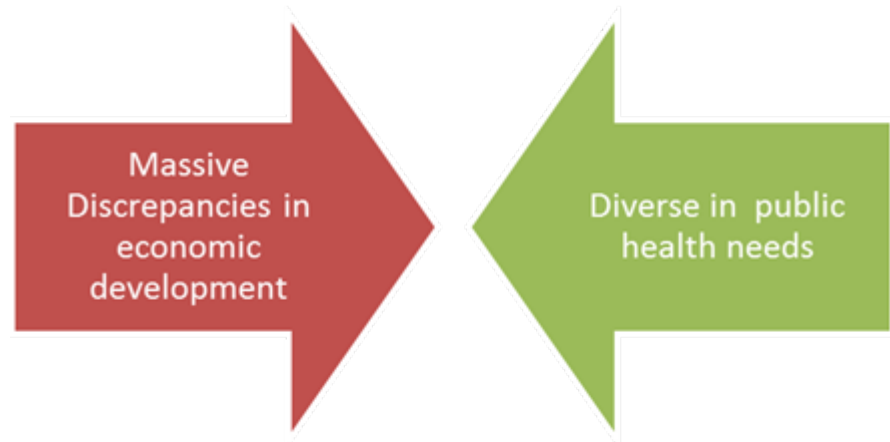 Massive
Discrepancies in
economic
development
Diverse in public
health needs